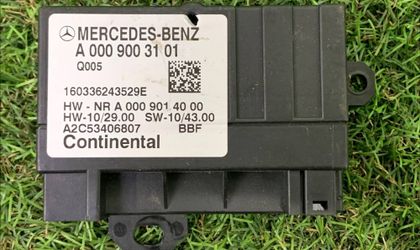 MERCEDES-BENZ
A 000 900 31 01
Q005
160336243529E
HW - NR A 000 901 40 00
HW-10/29.00 SW-10/43.00
A2C53406807 BBF
Continental